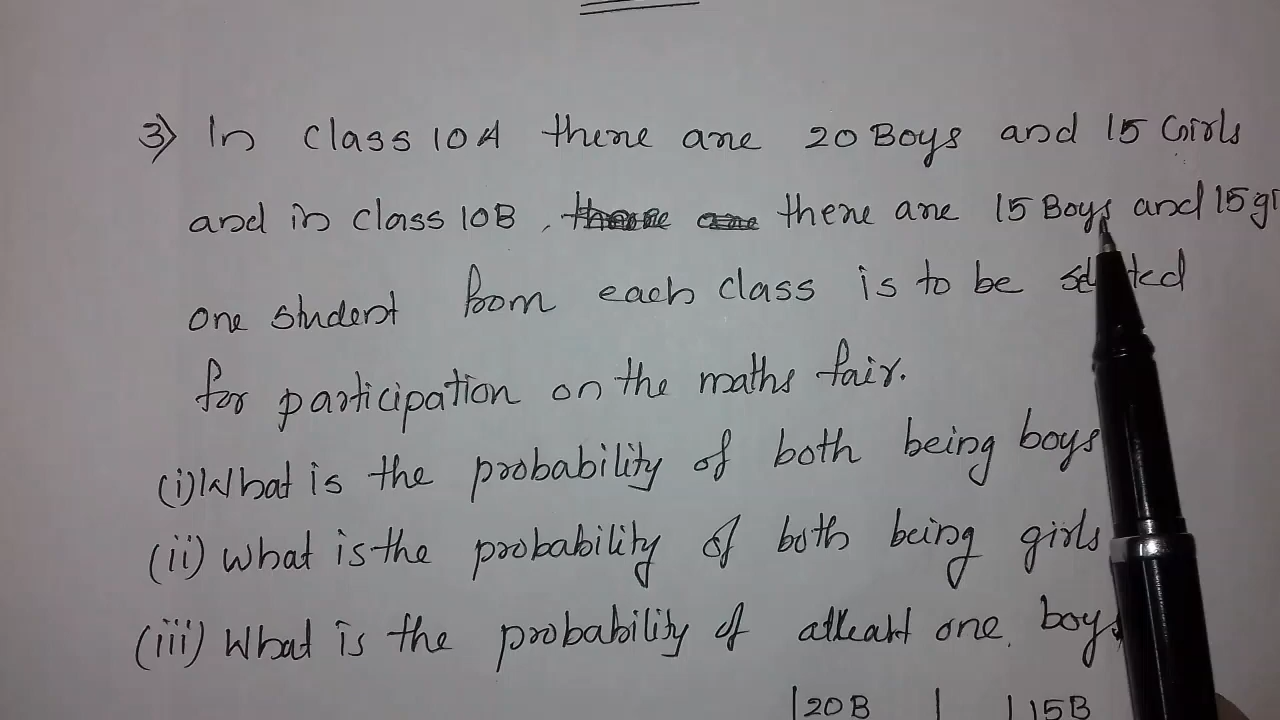 3) In class 10A there are 20 Boys and 15 Girls
and in class 10B, there are 15 Boys and 15 gi
one student from each class is to be selected
for participation on the maths fair.
(i) What is the probability of both being boys
(ii) What is the probability of both being girls
(iii) What is the probability of atleast one boys
20B 15B